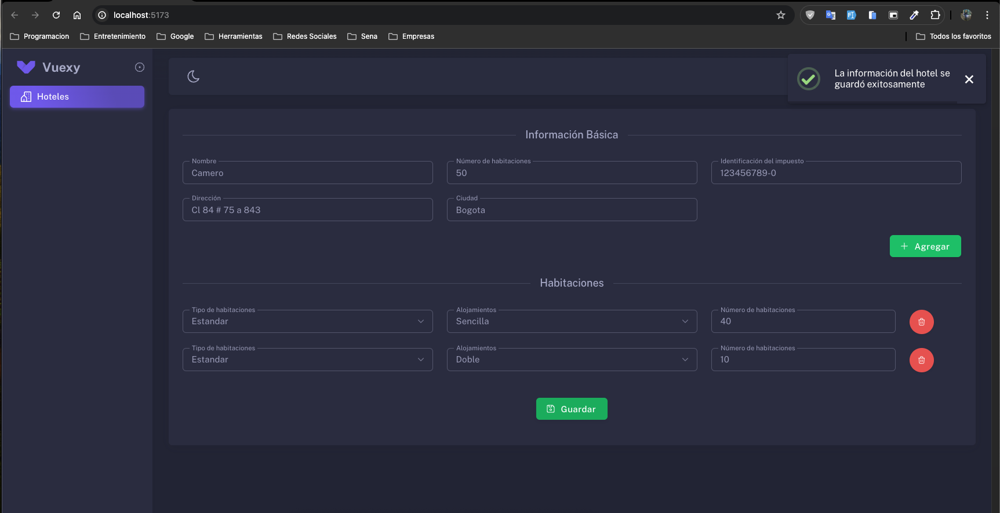 localhost:5173
Programacion
Entretenimiento
Google
Herramientas
Redes Sociales
Sena
Empresas
Todos los favoritos
Vuexy
Hoteles
La información del hotel se
guardó exitosamente
Información Básica
Nombre
Camero
Número de habitaciones
50
Identificación del impuesto
123456789-0
Dirección
Cl 84 # 75 a 843
Ciudad
Bogota
Agregar
Habitaciones
Tipo de habitaciones
Estandar
Alojamientos
Sencilla
Número de habitaciones
40
Tipo de habitaciones
Estandar
Alojamientos
Doble
Número de habitaciones
10
Guardar